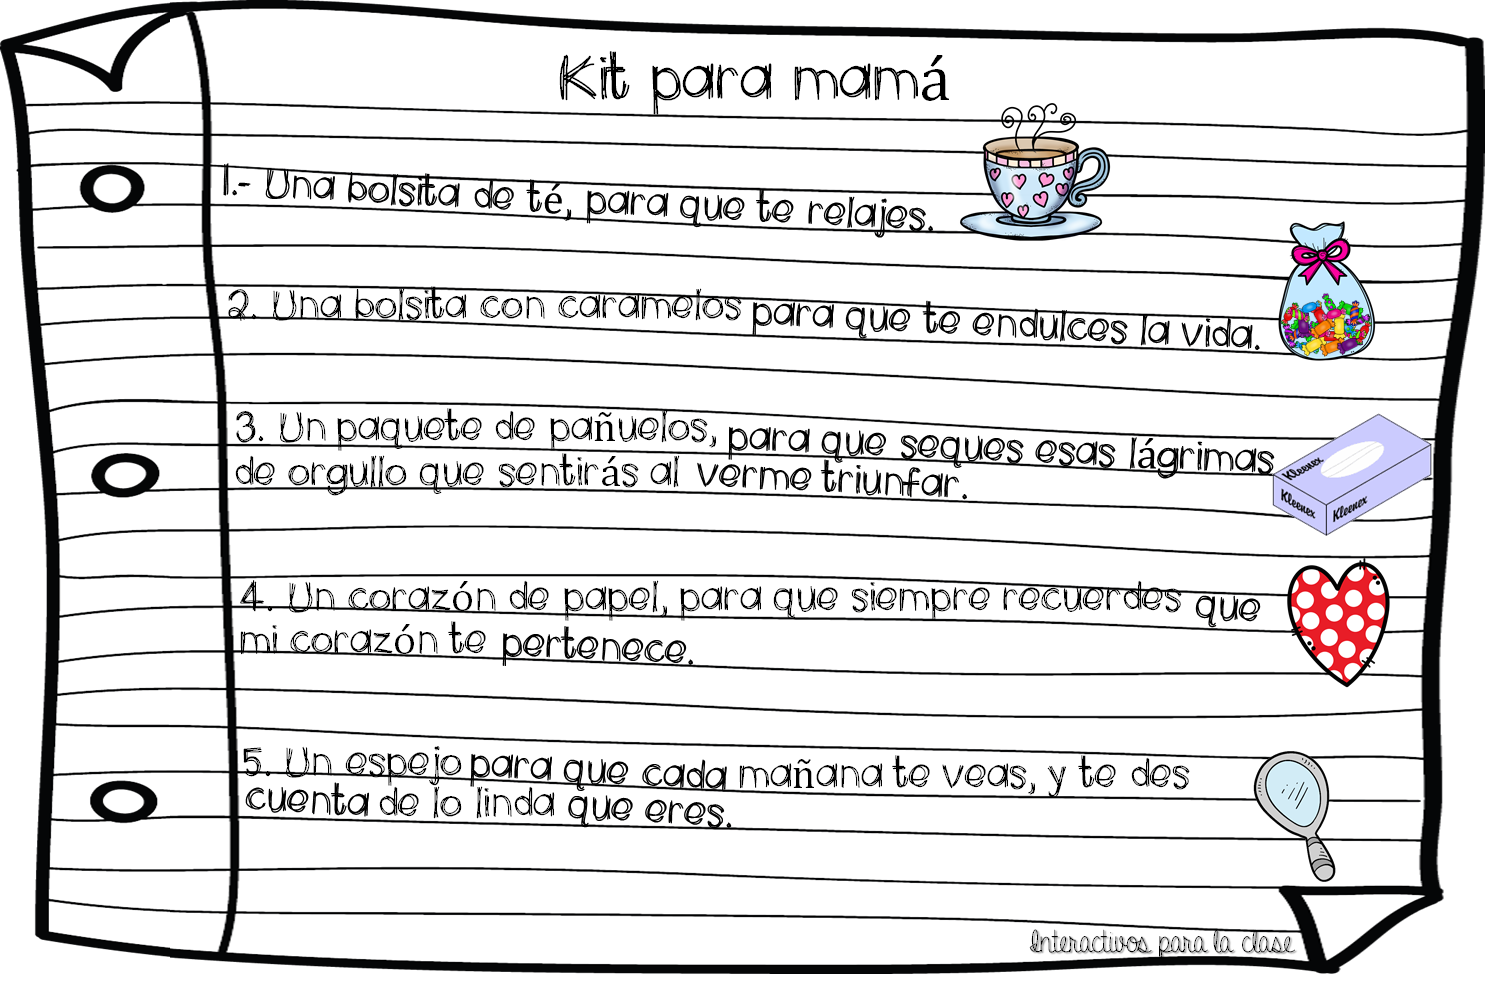 Kit para mamá
1.- Una bolsita de té, para que te relajes.
2. Una bolsita con caramelos para que te endulces la vida.
3. Un paquete de pañuelos, para que seques esas lágrimas
de orgullo que sentirás al verme triunfar.
Kleenex
Kleenex
Kleenex
4. Un corazón de papel, para que siempre recuerdes que
mi corazón te pertenece.
5. Un espejo para que cada mañana te veas, y te des
cuenta de lo linda que eres.
Interactivos para la clase